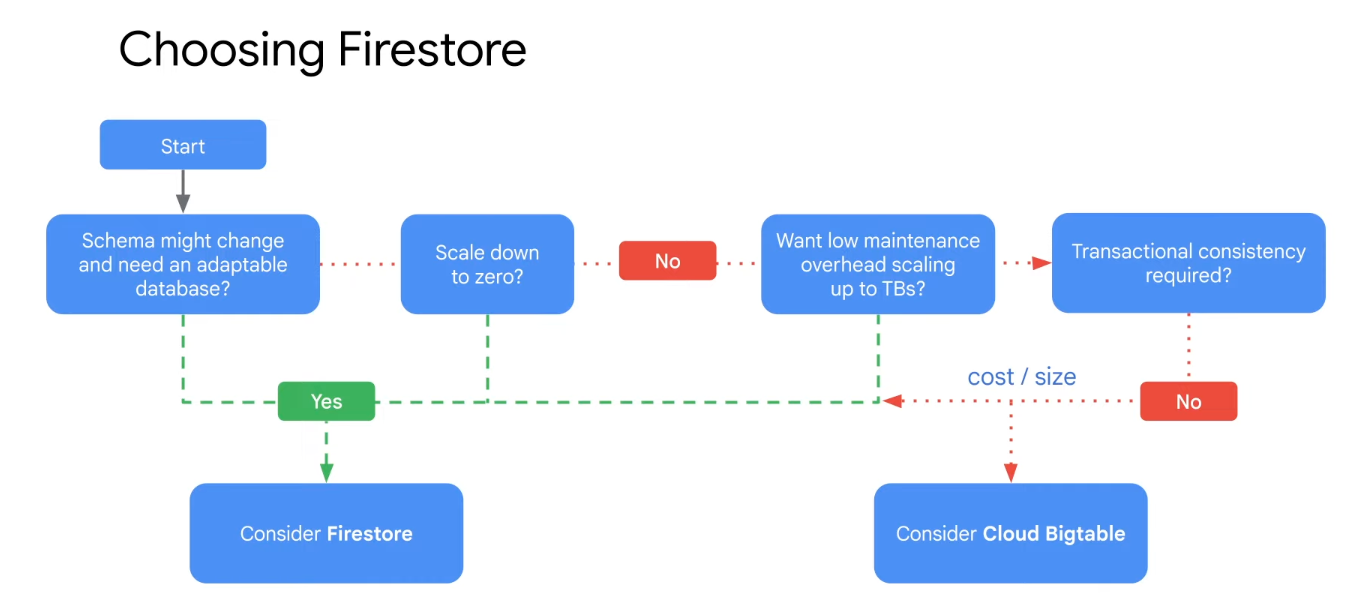 Choosing Firestore
Start
Schema might change
and need an adaptable
database?
Scale down
to zero?
No
Want low maintenance
overhead scaling
up to TBs?
Transactional consistency
required?
cost / size
Yes
No
Consider Firestore
Consider Cloud Bigtable